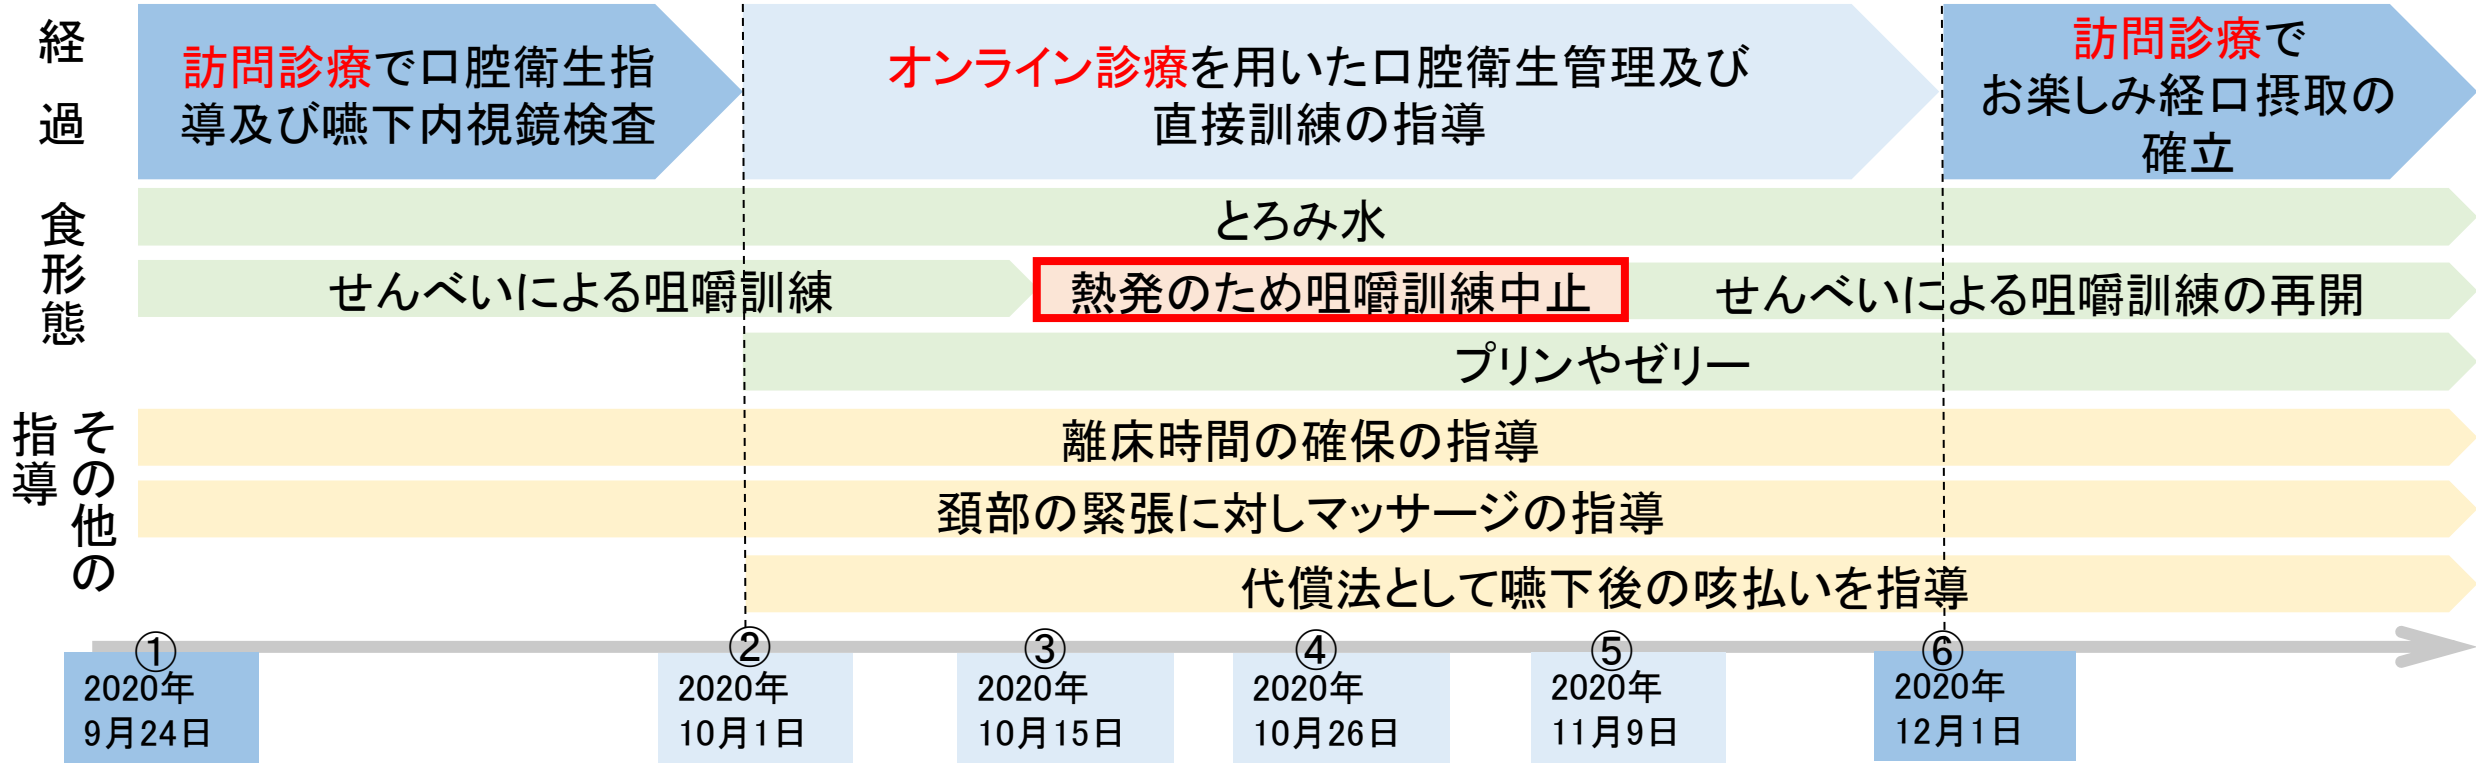 経過
訪問診療で口腔衛生指
導及び嚥下内視鏡検査
オンライン診療を用いた口腔衛生管理及び
直接訓練の指導
訪問診療で
お楽しみ経口摂取の
確立
食形態
とろみ水
せんべいによる咀嚼訓練
熱発のため咀嚼訓練中止
せんべいによる咀嚼訓練の再開
プリンやゼリー
その他の
指導
離床時間の確保の指導
頚部の緊張に対しマッサージの指導
代償法として嚥下後の咳払いを指導
①
2020年
9月24日
②
2020年
10月1日
③
2020年
10月15日
④
2020年
10月26日
⑤
2020年
11月9日
⑥
2020年
12月1日